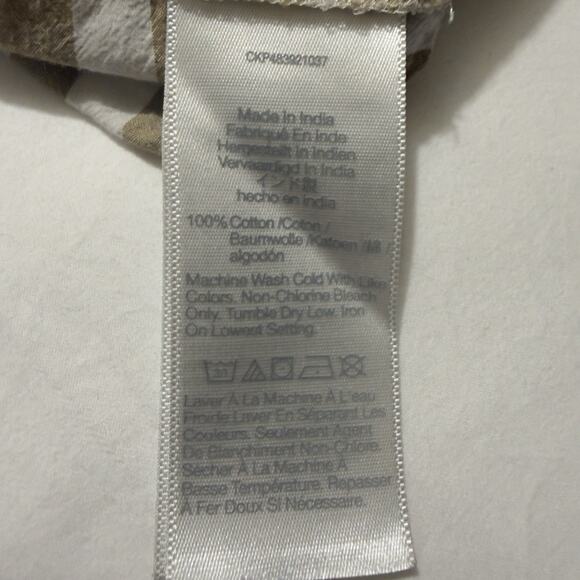 CKP483921037
Made In India
Fabriqué En Inde
Hergestellt In Indien
Vervaardigd In India
インド製
hecho en india
100% Cotton /Coton /
Baumwolle /Katoen /綿 /
algodón
Machine Wash Cold With Like
Colors. Non-Chlorine Bleach
Only. Tumble Dry Low. Iron
On Lowest Setting.
Laver À La Machine À L'eau
Froide Laver En Séparant Les
Couleurs. Seulement Agent
De Blanchiment Non-Chlore.
Sécher À La Machine À
Basse Température. Repasser
À Fer Doux Si Nécessaire.